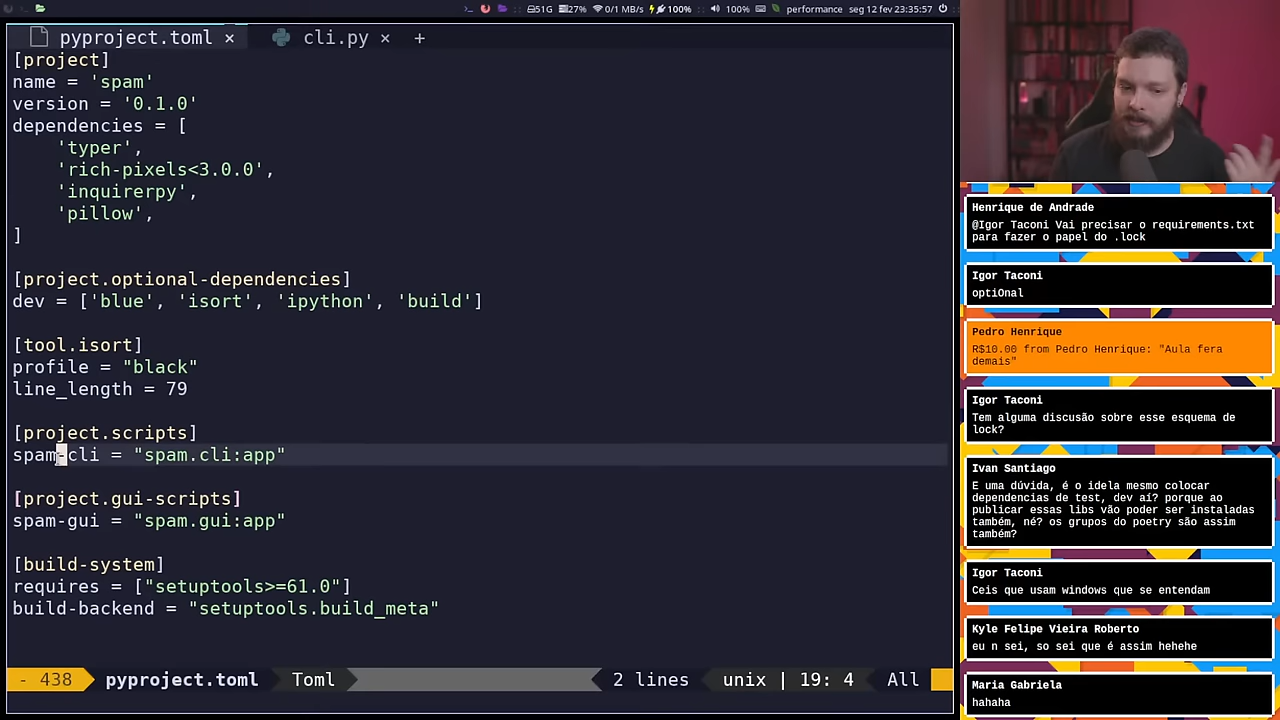 51G 27% 0/1 MB/s 100% 100% performance seg 12 fev 23:35:57
pyproject.toml × cli.py × +
[project]
name = 'spam'
version = '0.1.0'
dependencies = [
    'typer',
    'rich-pixels<3.0.0',
    'inquirerpy',
    'pillow',
]
[project.optional-dependencies]
dev = ['blue', 'isort', 'ipython', 'build']
[tool.isort]
profile = "black"
line_length = 79
[project.scripts]
spam-cli = "spam.cli:app"
[project.gui-scripts]
spam-gui = "spam.gui:app"
[build-system]
requires = ["setuptools>=61.0"]
build-backend = "setuptools.build_meta"
- 438 pyproject.toml Toml 2 lines unix | 19: 4 All
Henrique de Andrade
@Igor Taconi Vai precisar o requirements.txt
para fazer o papel do .lock
Igor Taconi
optiOnal
Pedro Henrique
R$10.00 from Pedro Henrique: "Aula fera
demais"
Igor Taconi
Tem alguma discusão sobre esse esquema de
lock?
Ivan Santiago
E uma dúvida, é o idela mesmo colocar
dependencias de test, dev aí? porque ao
publicar essas libs vão poder ser instaladas
também, né? os grupos do poetry são assim
também?
Igor Taconi
Ceis que usam windows que se entendam
Kyle Felipe Vieira Roberto
eu n sei, so sei que é assim hehehe
Maria Gabriela
hahaha